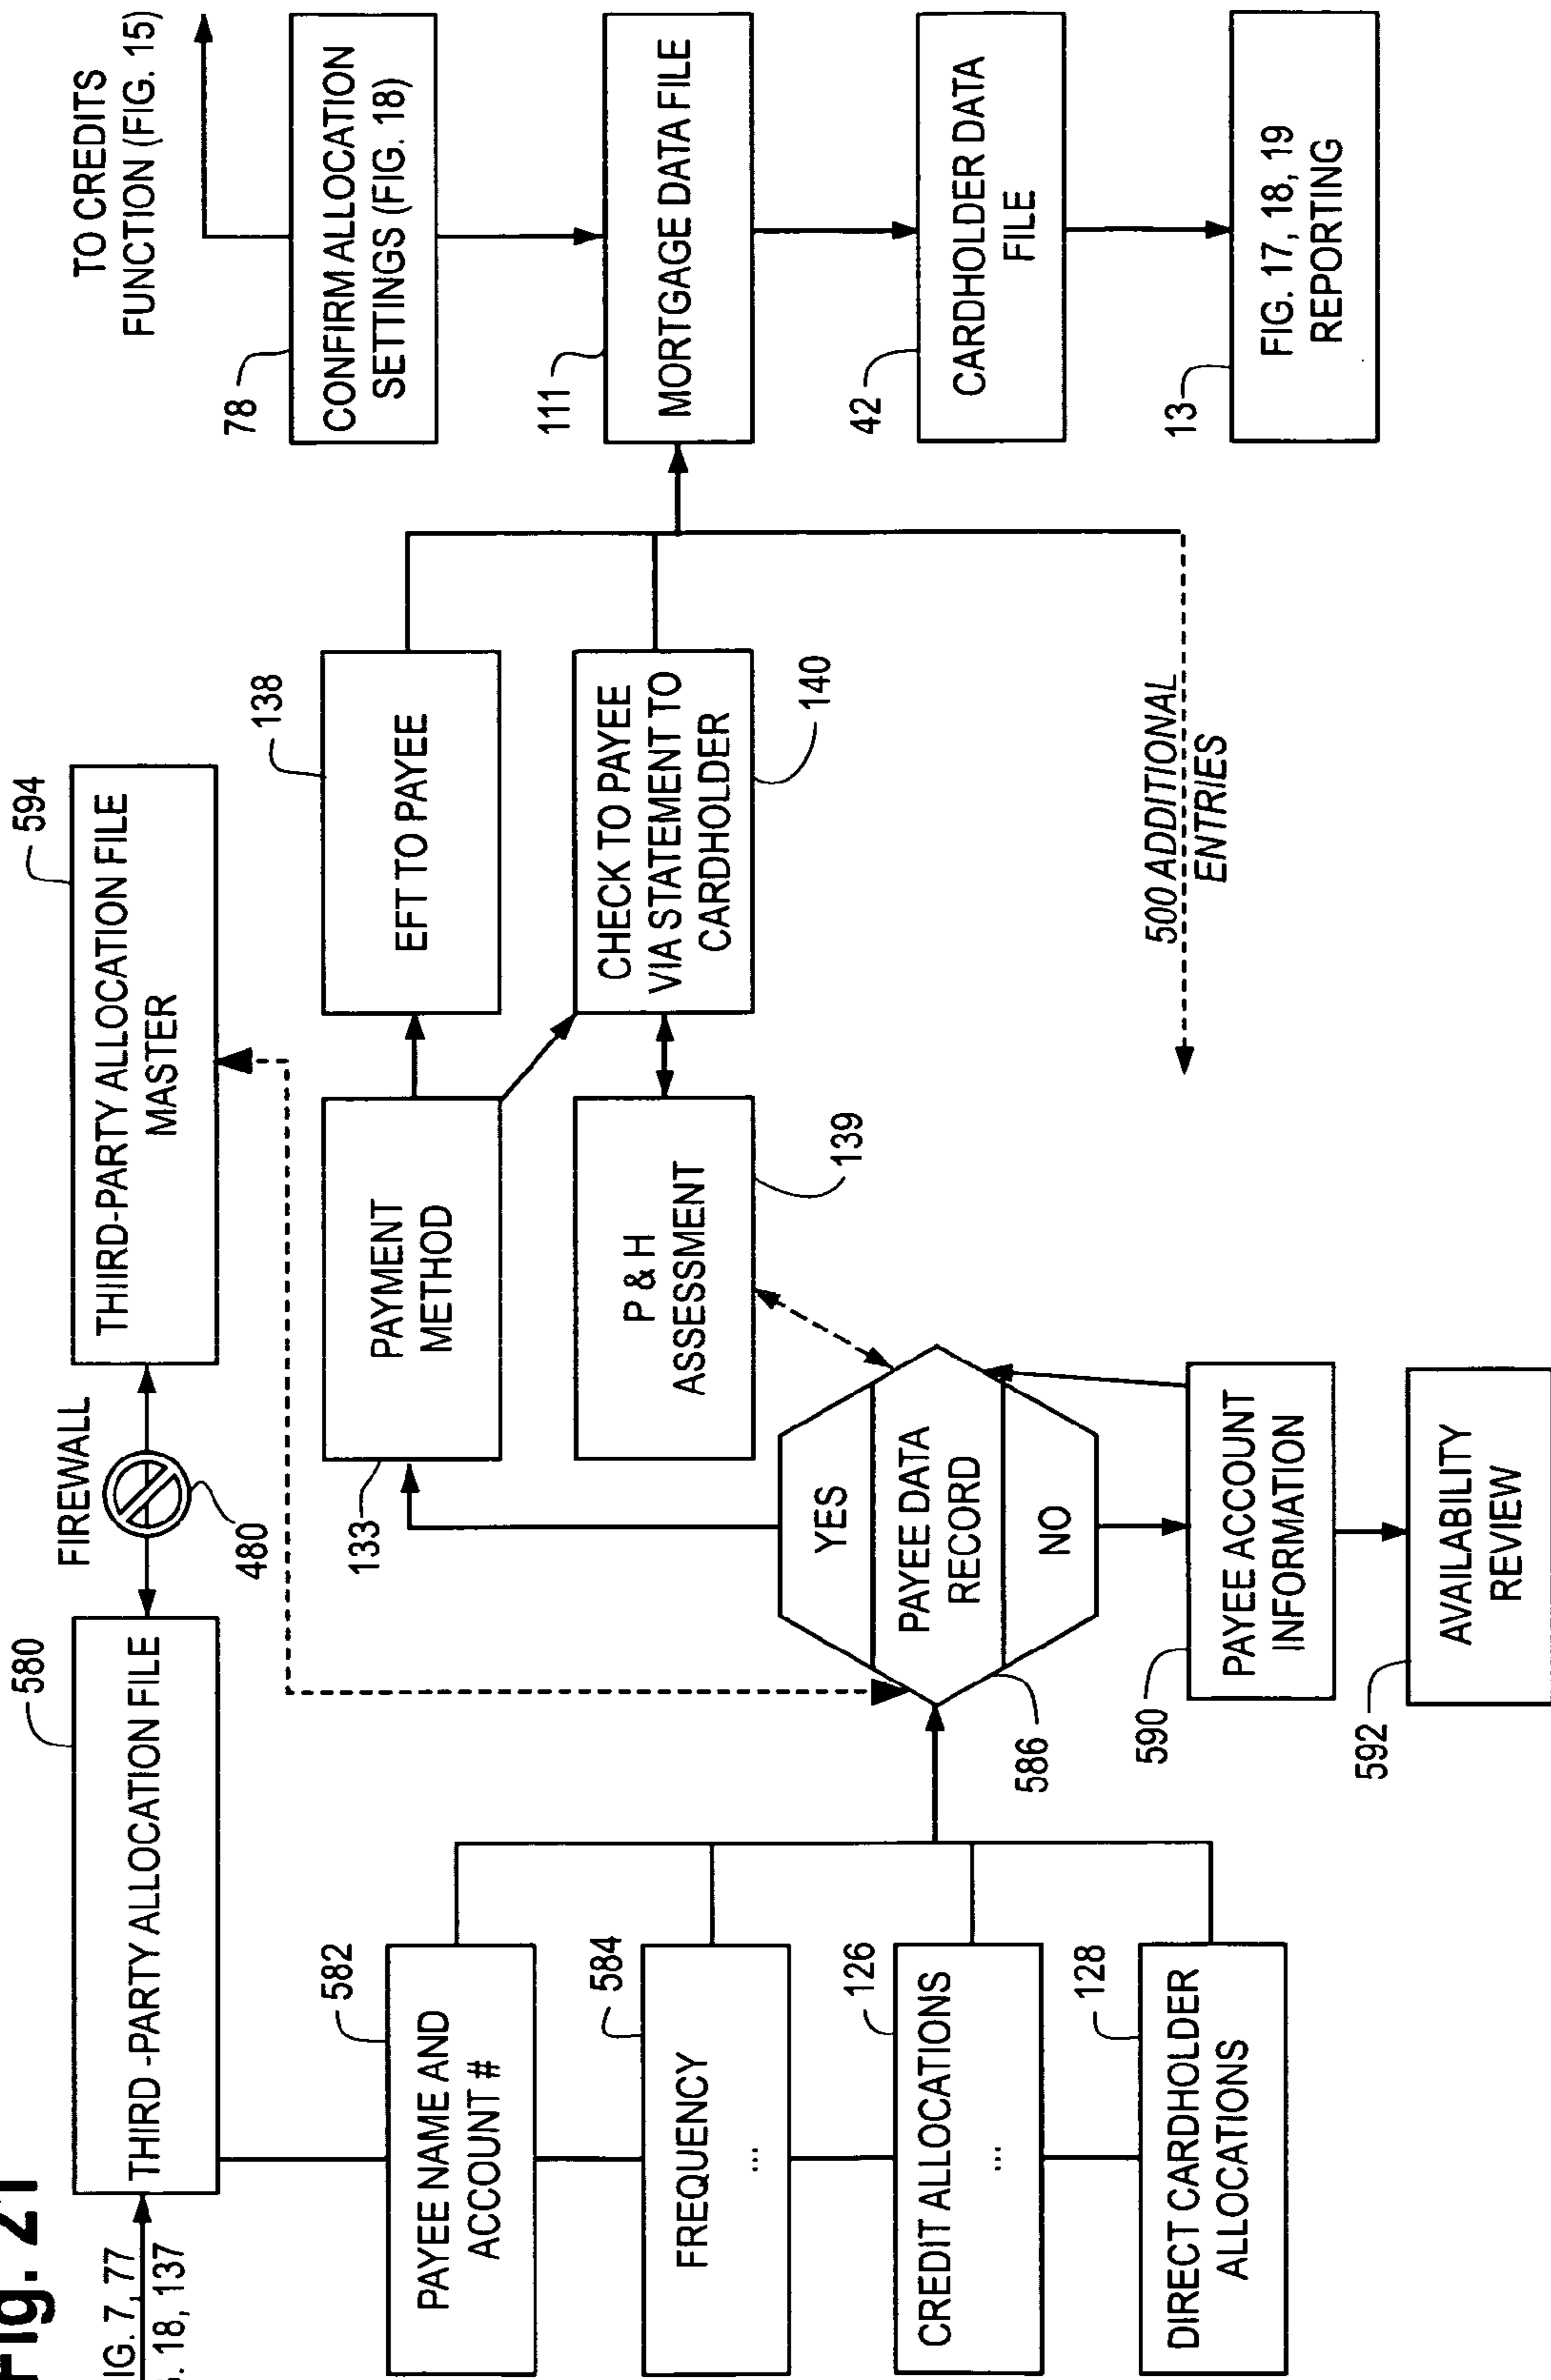 Fig. 21
IG. 7, 77
. 18, 137
580
THIRD -PARTY ALLOCATION FILE
FIREWALL
480
594
THIIRD-PARTY ALLOCATION FILE
MASTER
TO CREDITS
FUNCTION (FIG. 15)
582
PAYEE NAME AND
ACCOUNT #
584
FREQUENCY
...
126
CREDIT ALLOCATIONS
...
128
DIRECT CARDHOLDER
ALLOCATIONS
YES
PAYEE DATA
RECORD
NO
586
590
PAYEE ACCOUNT
INFORMATION
592
AVAILABILITY
REVIEW
133
PAYMENT
METHOD
P & H
ASSESSMENT
139
138
EFT TO PAYEE
CHECK TO PAYEE
VIA STATEMENT TO
CARDHOLDER
140
500 ADDITIONAL
ENTRIES
78
CONFIRM ALLOCATION
SETTINGS (FIG. 18)
111
MORTGAGE DATA FILE
42
CARDHOLDER DATA
FILE
13
FIG. 17, 18, 19
REPORTING